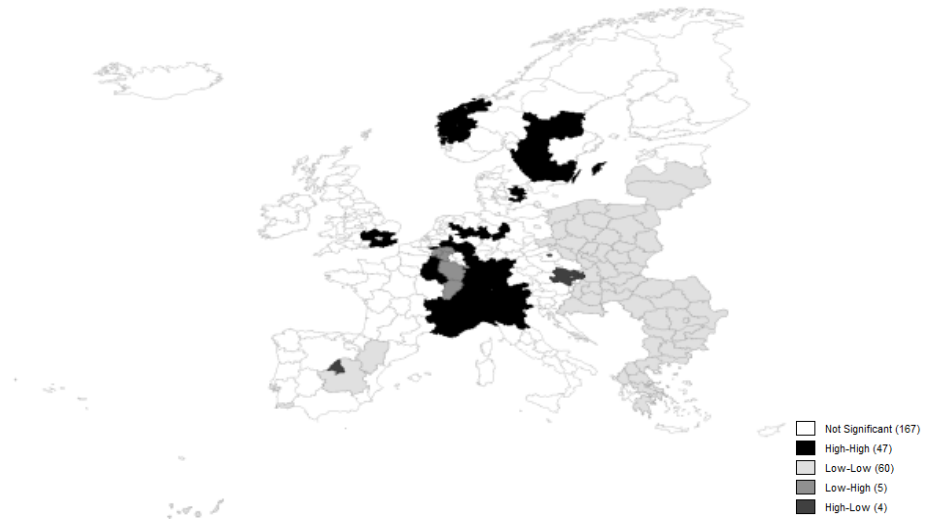 Not Significant (167)
High-High (47)
Low-Low (60)
Low-High (5)
High-Low (4)